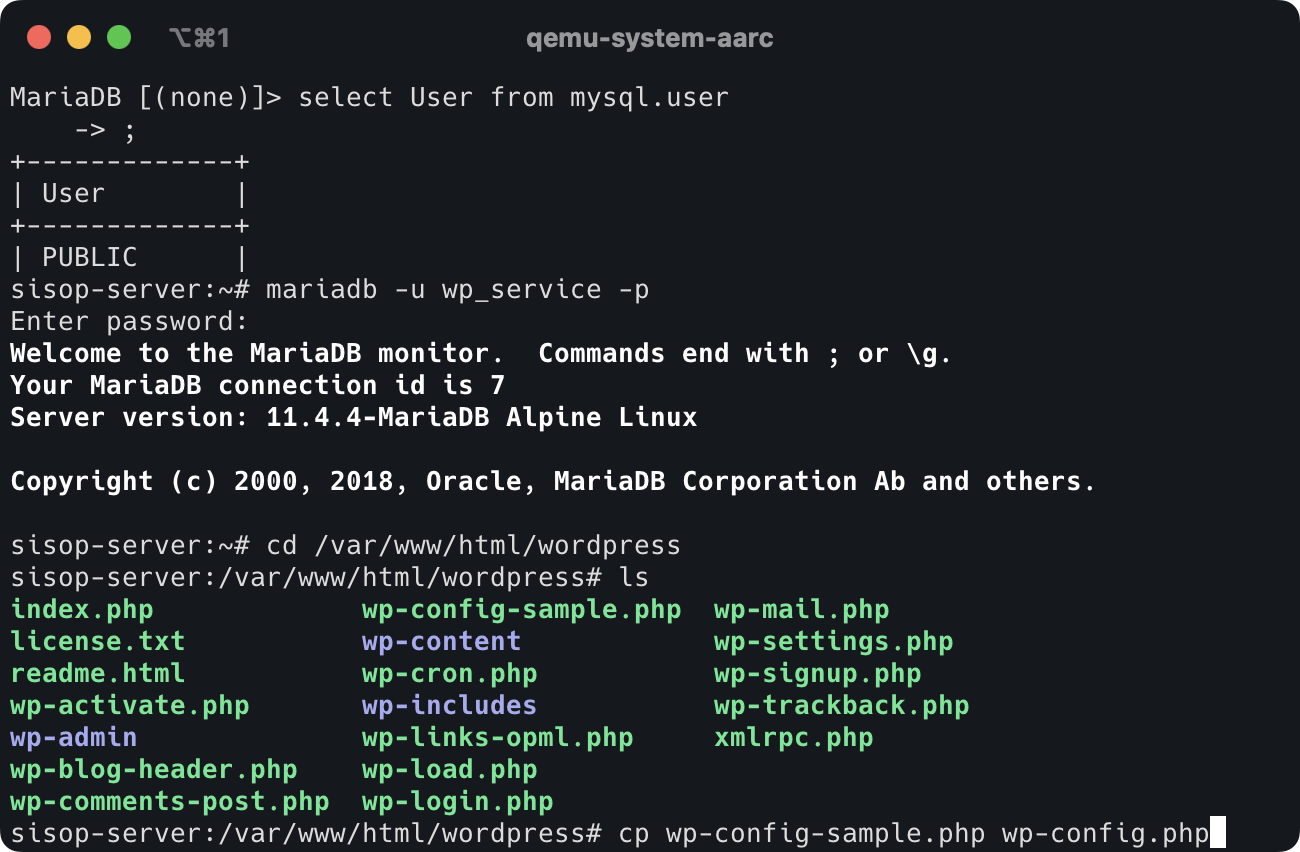 ⌥⌘1
qemu-system-aarc
MariaDB [(none)]> select User from mysql.user
    -> ;
+-------------+
| User        |
+-------------+
| PUBLIC      |
sisop-server:~# mariadb -u wp_service -p
Enter password:
Welcome to the MariaDB monitor.  Commands end with ; or \g.
Your MariaDB connection id is 7
Server version: 11.4.4-MariaDB Alpine Linux

Copyright (c) 2000, 2018, Oracle, MariaDB Corporation Ab and others.

sisop-server:~# cd /var/www/html/wordpress
sisop-server:/var/www/html/wordpress# ls
index.php             wp-config-sample.php  wp-mail.php
license.txt           wp-content            wp-settings.php
readme.html           wp-cron.php           wp-signup.php
wp-activate.php       wp-includes           wp-trackback.php
wp-admin              wp-links-opml.php     xmlrpc.php
wp-blog-header.php    wp-load.php
wp-comments-post.php  wp-login.php
sisop-server:/var/www/html/wordpress# cp wp-config-sample.php wp-config.php